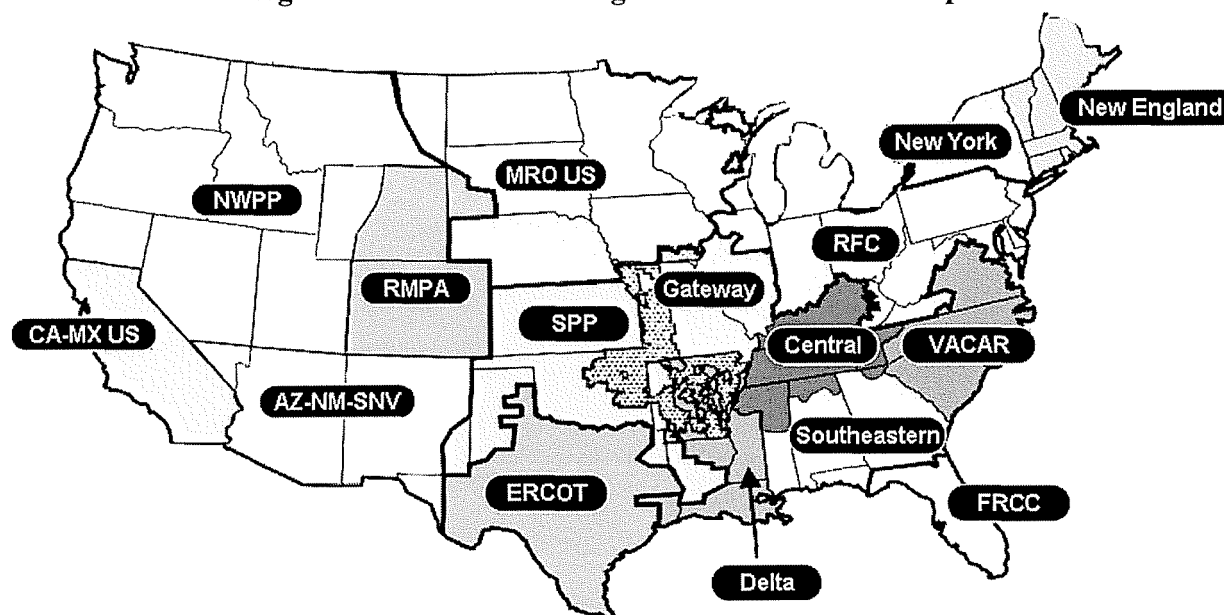 New England
New York
MRO US
NWPP
RFC
RMPA
Gateway
SPP
CA-MX US
Central
VACAR
AZ-NM-SNV
Southeastern
ERCOT
FRCC
Delta